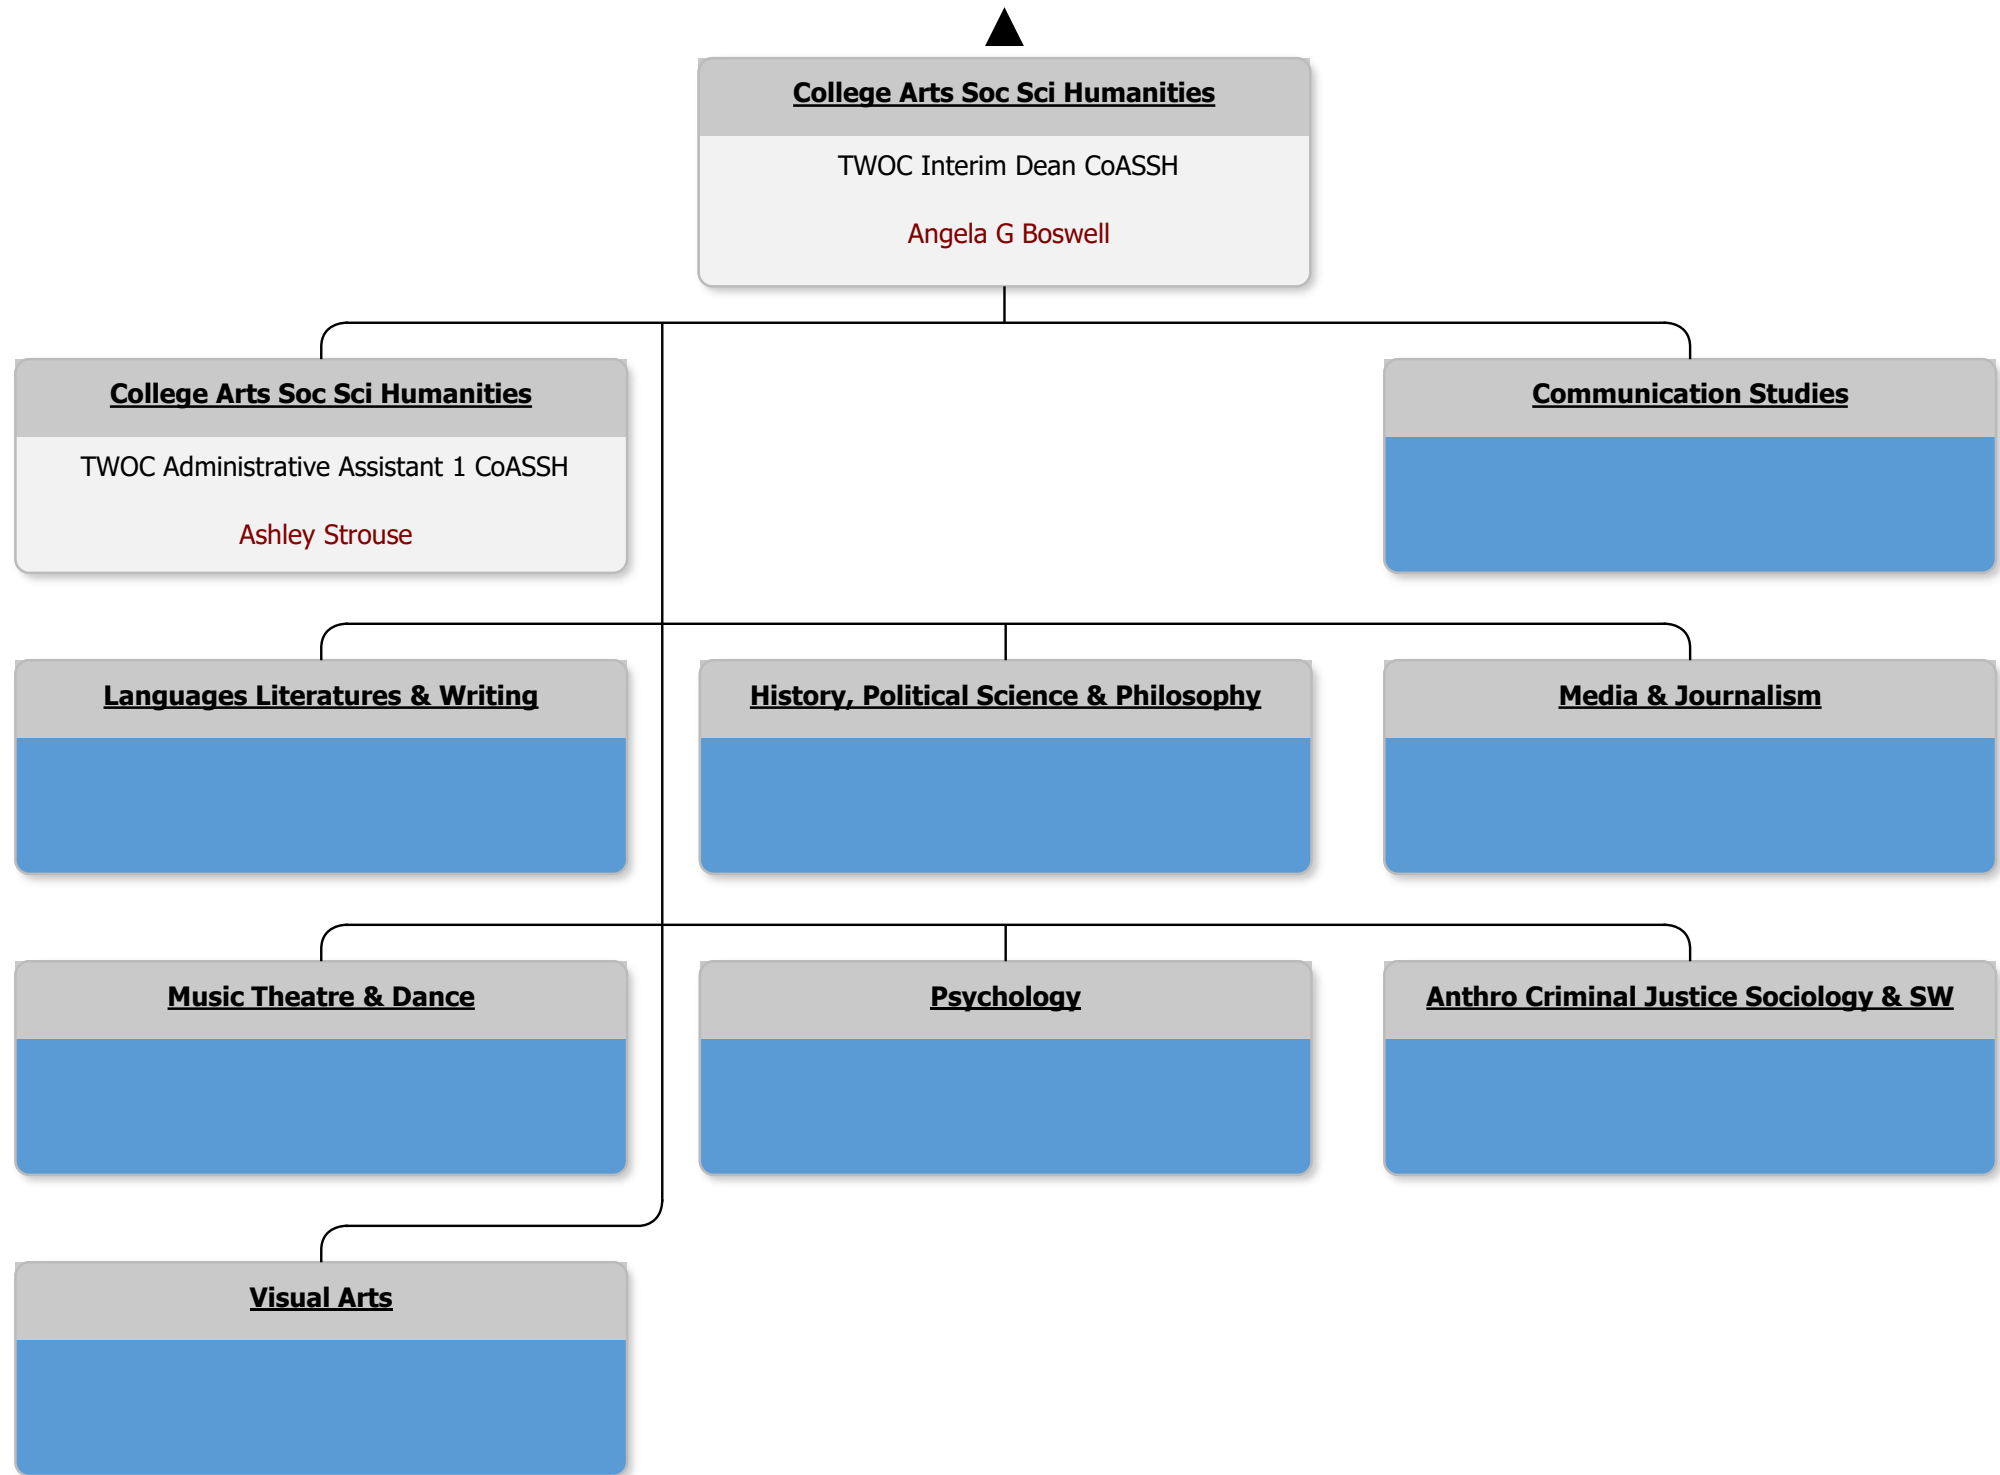 College Arts Soc Sci Humanities
TWOC Interim Dean CoASSH
Angela G Boswell
College Arts Soc Sci Humanities
TWOC Administrative Assistant 1 CoASSH
Ashley Strouse
Communication Studies
Languages Literatures & Writing
History, Political Science & Philosophy
Media & Journalism
Music Theatre & Dance
Psychology
Anthro Criminal Justice Sociology & SW
Visual Arts